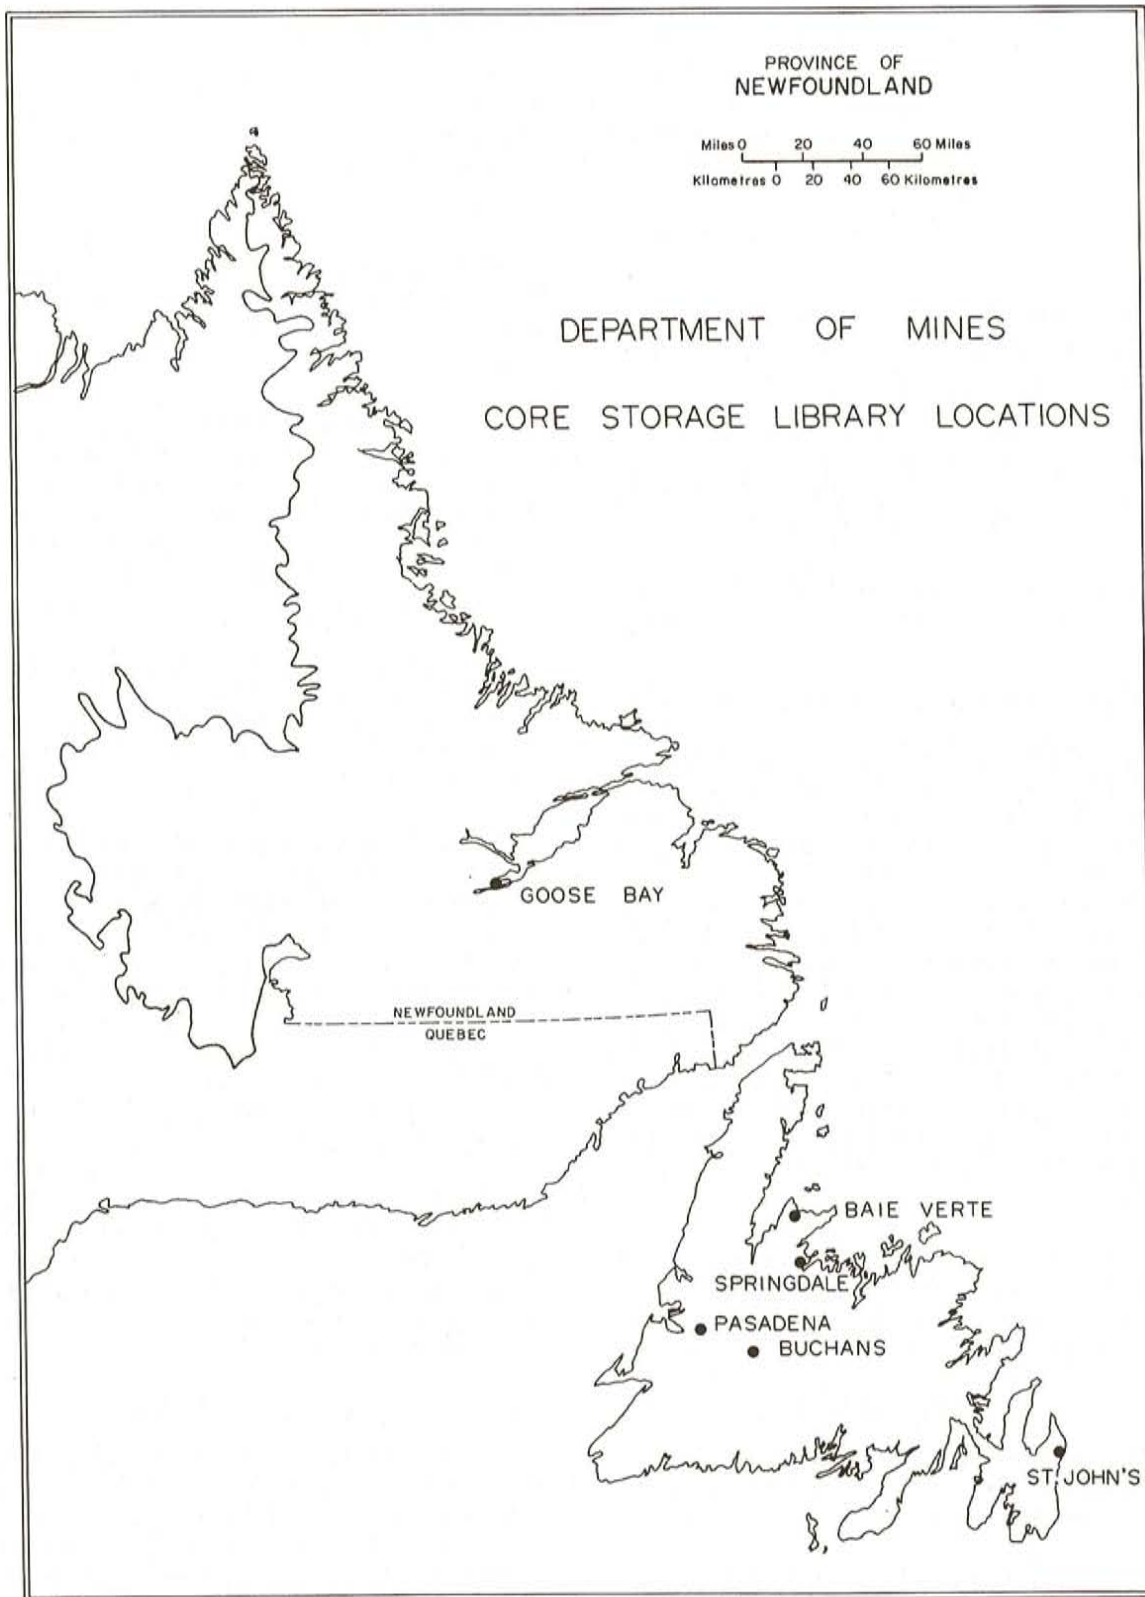 PROVINCE OF
NEWFOUNDLAND
Miles 0 20 40 60 Miles
Kilometres 0 20 40 60 Kilometres
DEPARTMENT OF MINES
CORE STORAGE LIBRARY LOCATIONS
GOOSE BAY
NEWFOUNDLAND
QUEBEC
BAIE VERTE
SPRINGDALE
PASADENA
BUCHANS
ST. JOHN'S